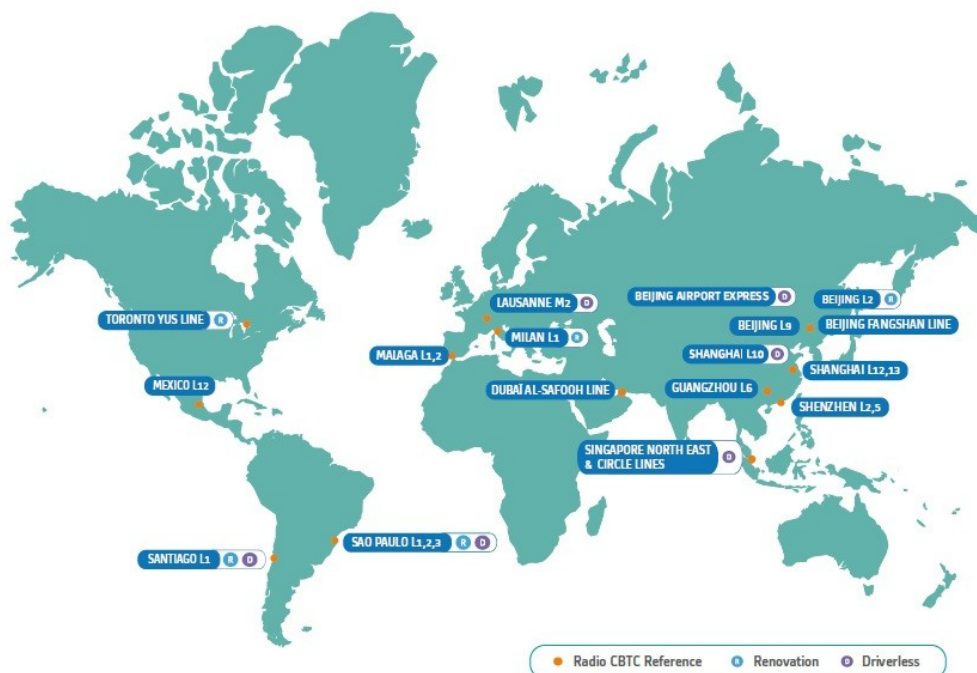 LAUSANNE M2 D
BEIJING AIRPORT EXPRESS D
BEIJING L2 R
TORONTO YUS LINE R
BEIJING L9
BEIJING FANGSHAN LINE
MILAN L1 R
MALAGA L1,2
SHANGHAI L10 D
SHANGHAI L12,13
MEXICO L12
DUBAÏ AL-SAFOOH LINE
GUANGZHOU L6
SHENZHEN L2,5
SINGAPORE NORTH EAST
& CIRCLE LINES D
SAO PAULO L1,2,3 R D
SANTIAGO L1 R D
Radio CBTC Reference R Renovation D Driverless